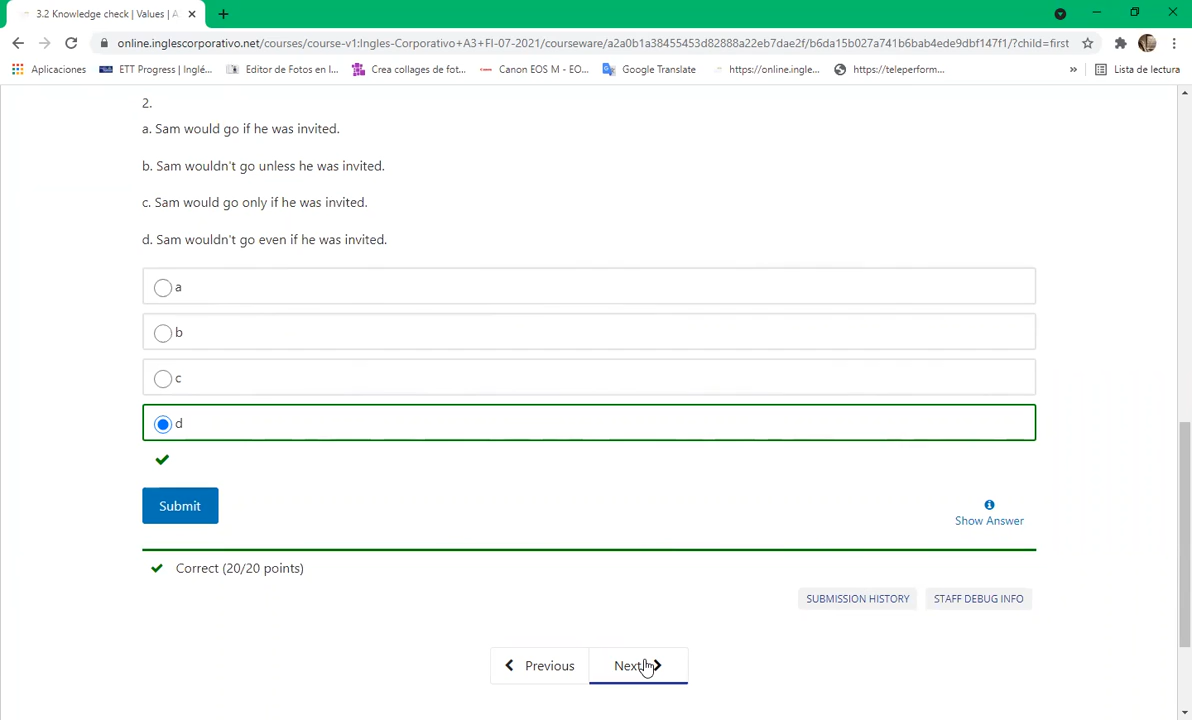 3.2 Knowledge check | Values | A
online.inglescorporativo.net/courses/course-v1:Ingles-Corporativo+A3+FI-07-2021/courseware/a2a0b1a38455453d82888a22eb7dae2f/b6da15b027a741b6bab4ede9dbf147f1/?child=first
Aplicaciones ETT Progress | Inglé... Editor de Fotos en l... Crea collages de fot... Canon EOS M - EO... Google Translate https://online.ingle... https://teleperform... » Lista de lectura
2.
a. Sam would go if he was invited.
b. Sam wouldn't go unless he was invited.
c. Sam would go only if he was invited.
d. Sam wouldn't go even if he was invited.
a
b
c
d
Submit
Show Answer
Correct (20/20 points)
SUBMISSION HISTORY STAFF DEBUG INFO
Previous Next